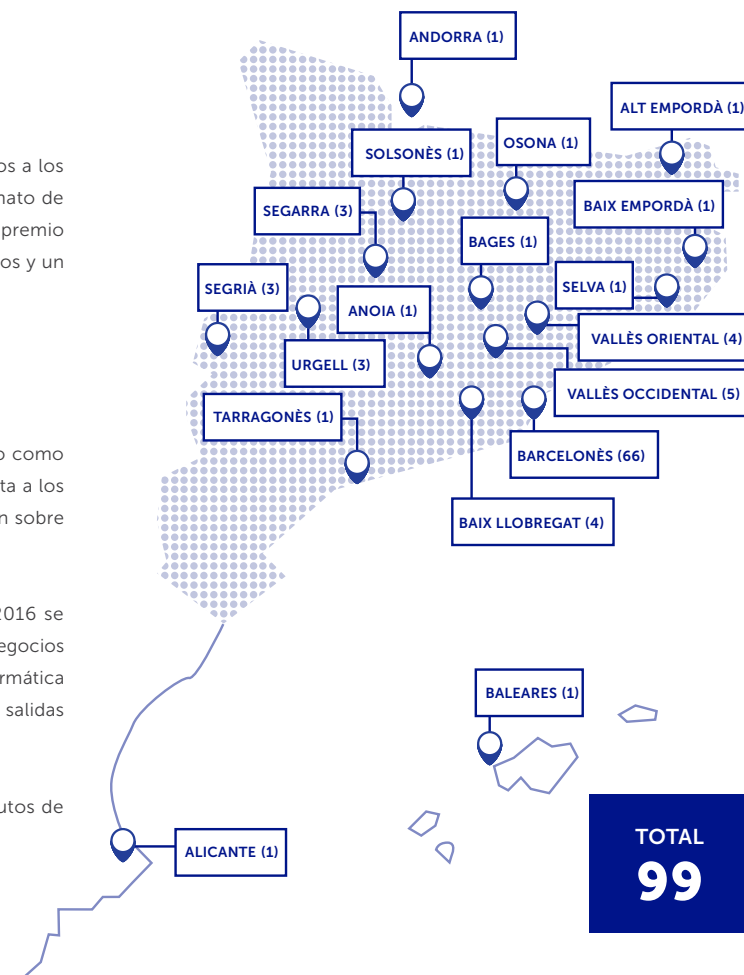 os a los
nato de
premio
os y un
o como
ta a los
n sobre
2016 se
egocios
rmática
salidas
utos de
ANDORRA (1)
ALT EMPORDÀ (1)
OSONA (1)
SOLSONÈS (1)
BAIX EMPORDÀ (1)
SEGARRA (3)
BAGES (1)
SELVA (1)
SEGRIÀ (3)
ANOIA (1)
VALLÈS ORIENTAL (4)
URGELL (3)
VALLÈS OCCIDENTAL (5)
TARRAGONÈS (1)
BARCELONÈS (66)
BAIX LLOBREGAT (4)
BALEARES (1)
ALICANTE (1)
TOTAL
99